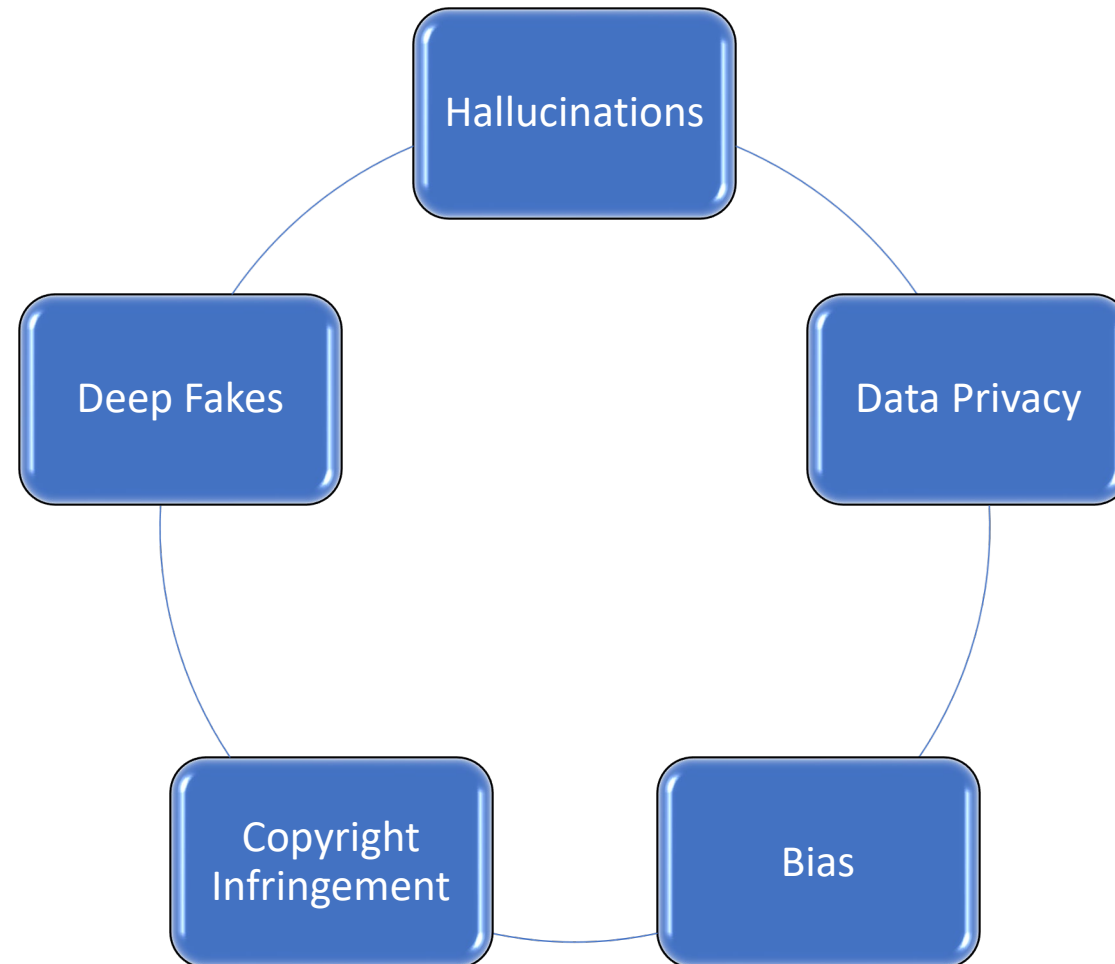 Hallucinations
Deep Fakes
Data Privacy
Copyright
Infringement
Bias